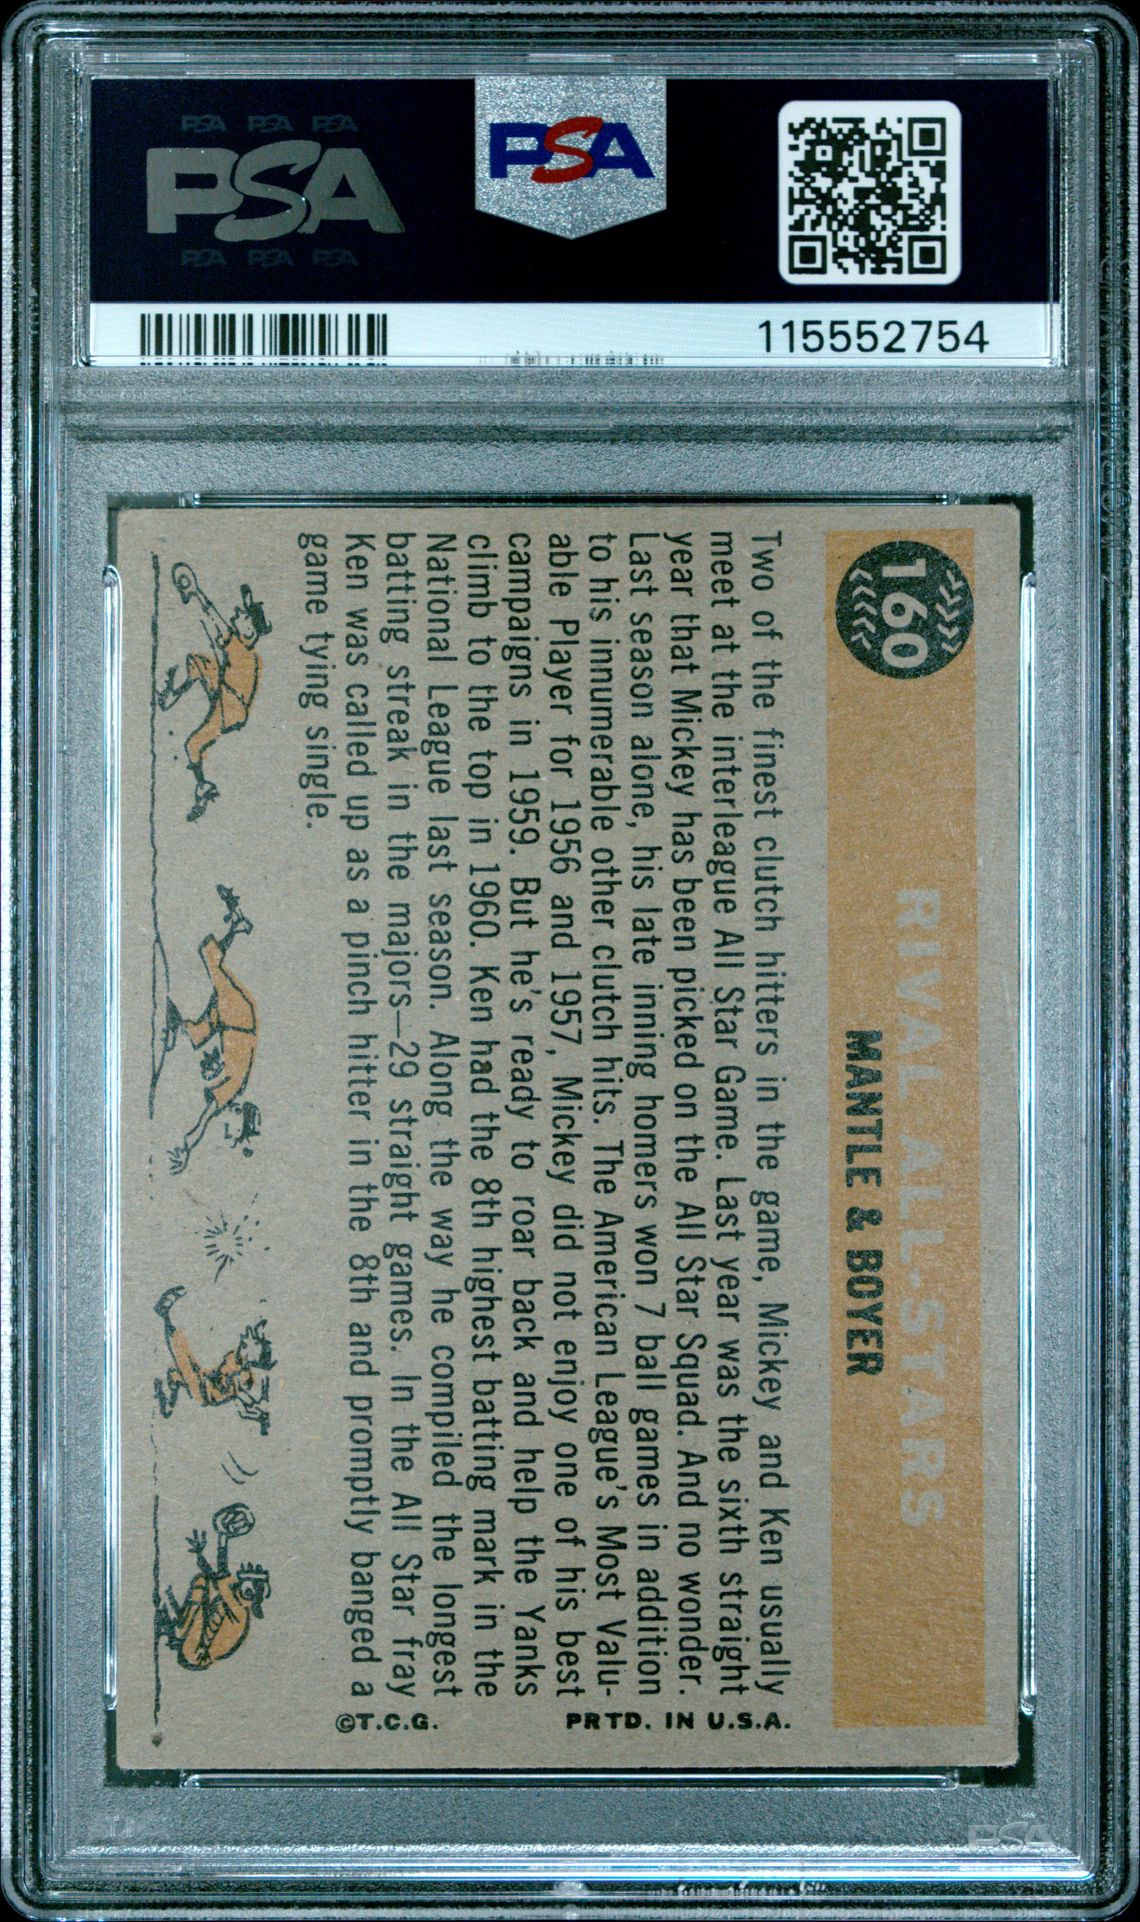 PSA PSA PSA
PSA
PSA PSA PSA
PSA
115552754
160
RIVAL ALL-STARS
MANTLE & BOYER
Two of the finest clutch hitters in the game, Mickey and Ken usually
meet at the interleague All Star Game. Last year was the sixth straight
year that Mickey has been picked on the All Star Squad. And no wonder.
Last season alone, his late inning homers won 7 ball games in addition
to his innumerable other clutch hits. The American League's Most Valu-
able Player for 1956 and 1957, Mickey did not enjoy one of his best
campaigns in 1959. But he's ready to roar back and help the Yanks
climb to the top in 1960. Ken had the 8th highest batting mark in the
National League last season. Along the way he compiled the longest
batting streak in the majors—29 straight games. In the All Star fray
Ken was called up as a pinch hitter in the 8th and promptly banged a
game tying single.
PRTD. IN U.S.A.
©T.C.G.
PSA